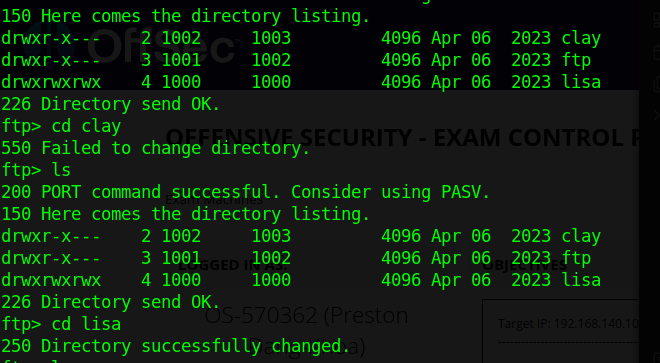 150 Here comes the directory listing.
drwxr-x--- 2 1002 1003 4096 Apr 06 2023 clay
OffSec
drwxr-x--- 3 1001 1002 4096 Apr 06 2023 ftp
drwxrwxrwx 4 1000 1000 4096 Apr 06 2023 lisa
226 Directory send OK.
ftp> cd clay
OFFENSIVE SECURITY - EXAM CONTROL P
550 Failed to change directory.
ftp> ls
200 PORT command successful. Consider using PASV.
150 Here comes the directory listing.
drwxr-x--- 2 1002 1003 4096 Apr 06 2023 clay
drwxr-x--- 3 1001 1002 4096 Apr 06 2023 ftp
LOGGED IN AS:
OBJECTIVES
drwxrwxrwx 4 1000 1000 4096 Apr 06 2023 lisa
226 Directory send OK.
OS-570362 (Preston
ftp> cd lisa
Target IP: 192.168.140.10
250 Directory successfully changed.